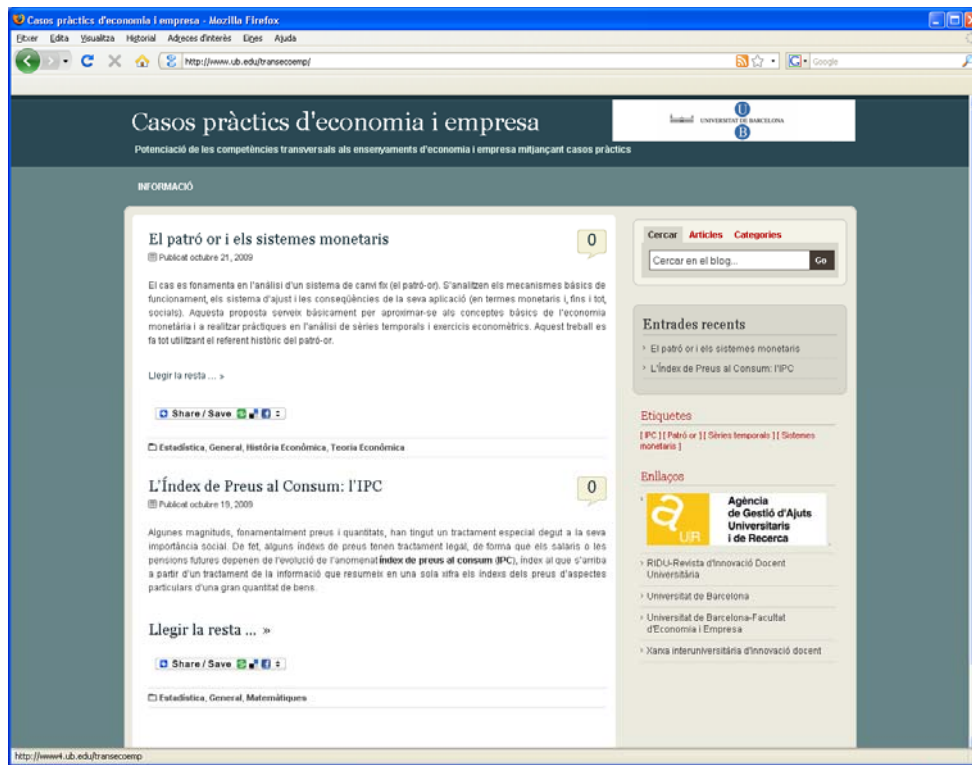 Casos pràctics d'economia i empresa - Mozilla Firefox
Fitxer Edita Visualitza Historial Adreces d'interès Eines Ajuda
http://www.ub.edu/transecoemp/
Google
Casos pràctics d'economia i empresa
UNIVERSITAT DE BARCELONA
U
B
Potenciació de les competències transversals als ensenyaments d'economia i empresa mitjançant casos pràctics
INFORMACIÓ
El patró or i els sistemes monetaris
0
Publicat octubre 21, 2009
El cas es fonamenta en l'anàlisi d'un sistema de canvi fix (el patró-or). S'analitzen els mecanismes bàsics de
funcionament, els sistema d'ajust i les conseqüències de la seva aplicació (en termes monetaris i, fins i tot,
socials). Aquesta proposta serveix bàsicament per aproximar-se als conceptes bàsics de l'economia
monetària i a realitzar pràctiques en l'anàlisi de sèries temporals i exercicis economètrics. Aquest treball es
fa tot utilitzant el referent històric del patró-or.
Llegir la resta ... »
Share / Save
Estadística, General, Història Econòmica, Teoria Econòmica
L'Índex de Preus al Consum: l'IPC
0
Publicat octubre 19, 2009
Algunes magnituds, fonamentalment preus i quantitats, han tingut un tractament especial degut a la seva
importància social. De fet, alguns índexs de preus tenen tractament legal, de forma que els salaris o les
pensions futures depenen de l'evolució de l'anomenat índex de preus al consum (IPC), índex al que s'arriba
a partir d'un tractament de la informació que resumeix en una sola xifra els índexs dels preus d'aspectes
particulars d'una gran quantitat de bens.
Llegir la resta ... »
Share / Save
Estadística, General, Matemàtiques
Cercar Articles Categories
Cercar en el blog... Go
Entrades recents
El patró or i els sistemes monetaris
L'Índex de Preus al Consum: l'IPC
Etiquetes
[ IPC ] [ Patró or ] [ Sèries temporals ] [ Sistemes
monetaris ]
Enllaços
AUR
Agència
de Gestió d'Ajuts
Universitaris
i de Recerca
RIDU-Revista d'Innovació Docent
Universitària
Universitat de Barcelona
Universitat de Barcelona-Facultat
d'Economia i Empresa
Xarxa interuniversitària d'innovació docent
http://www4.ub.edu/transecoemp